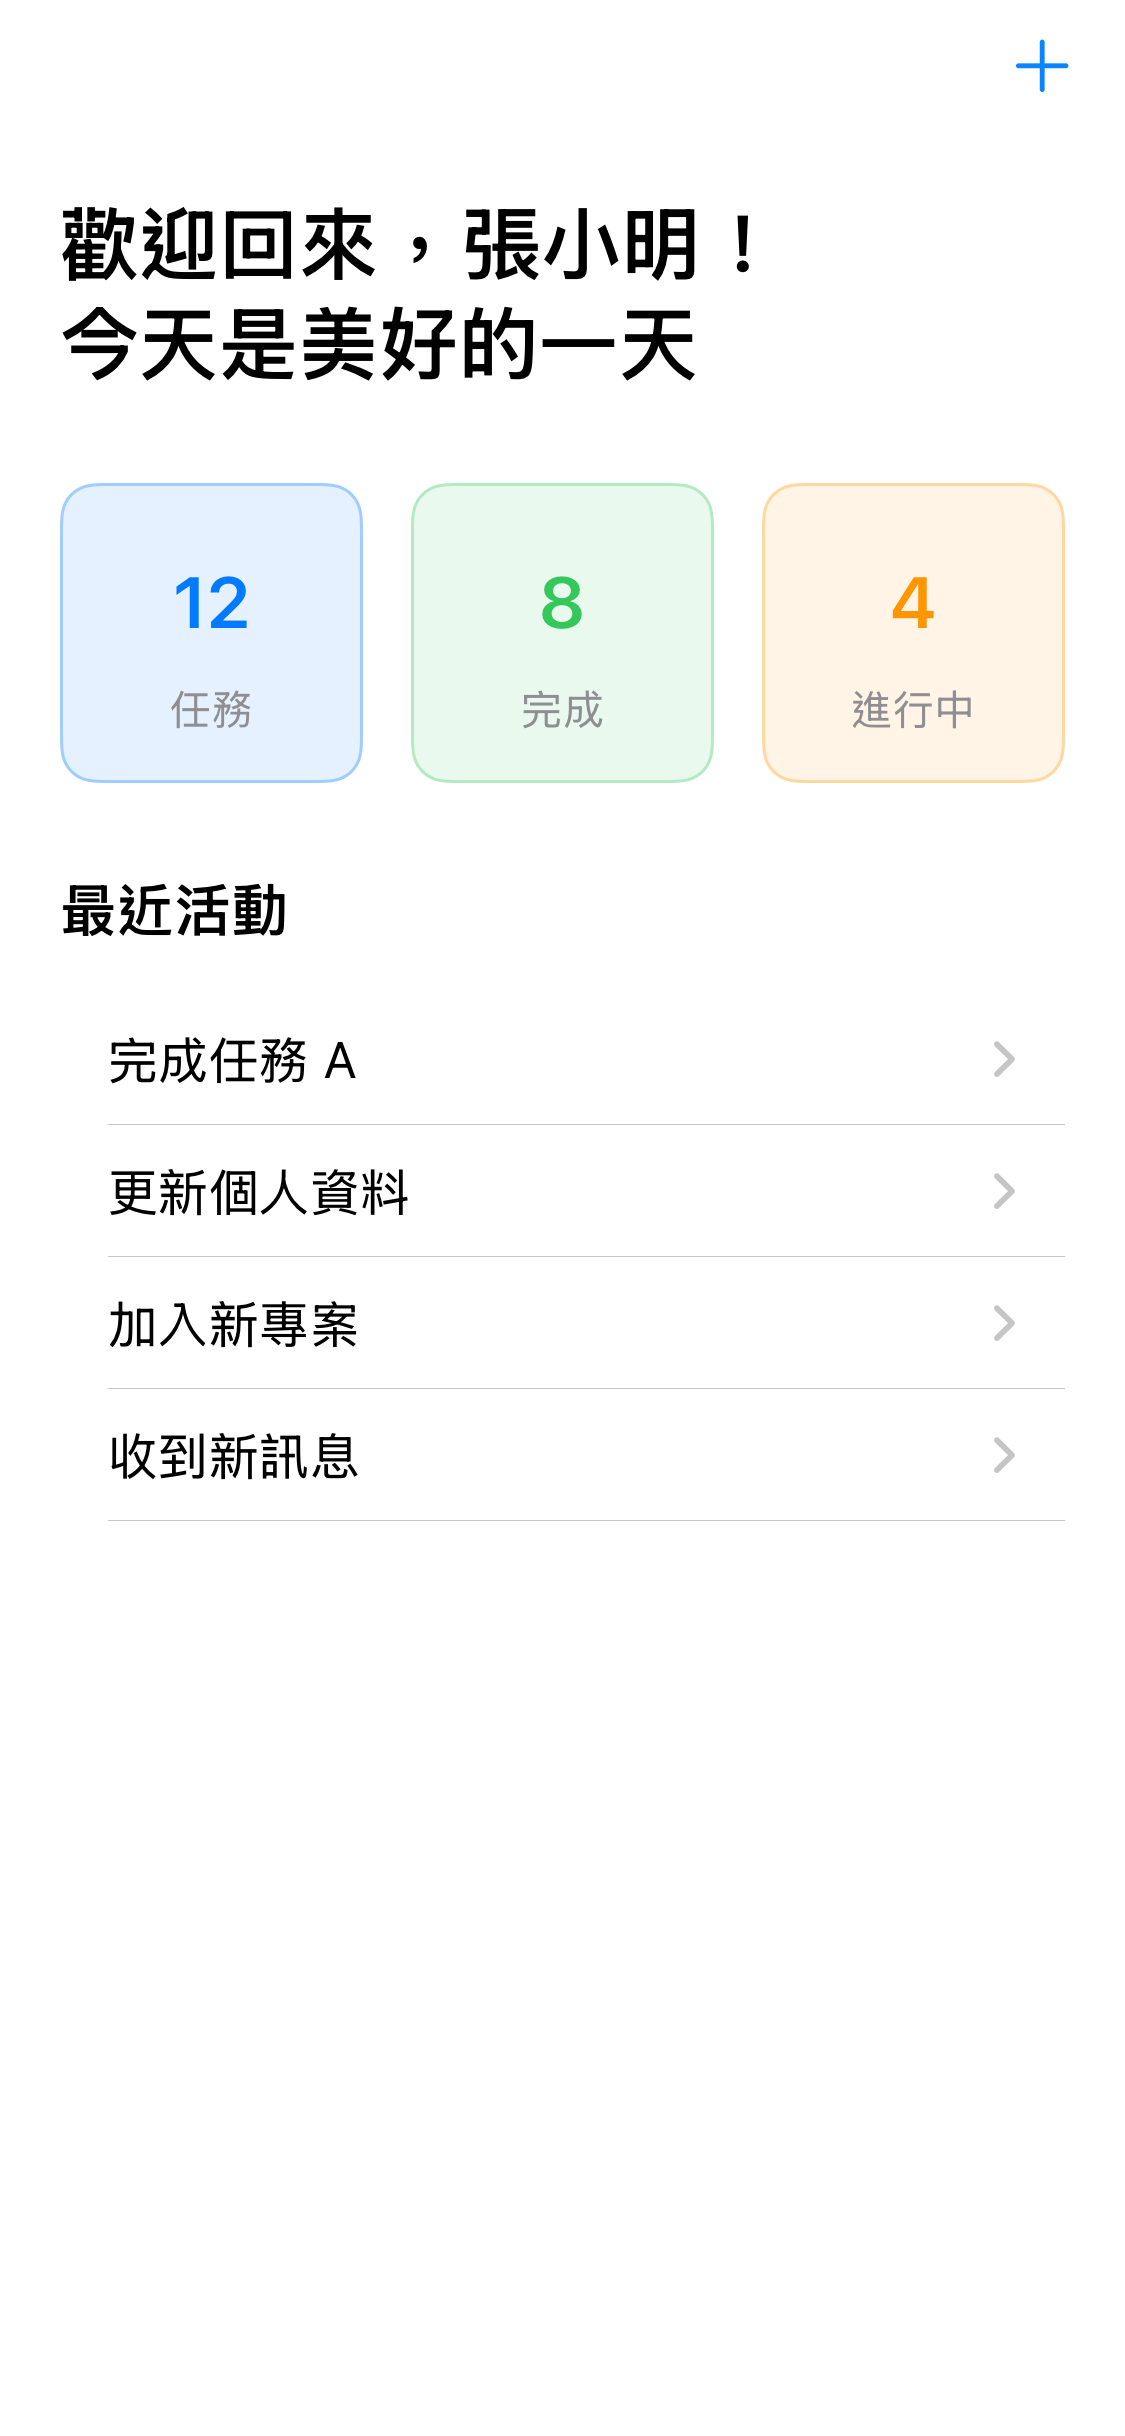 歡迎回來，張小明！
今天是美好的一天
12
任務
8
完成
4
進行中
最近活動
完成任務 A
更新個人資料
加入新專案
收到新訊息